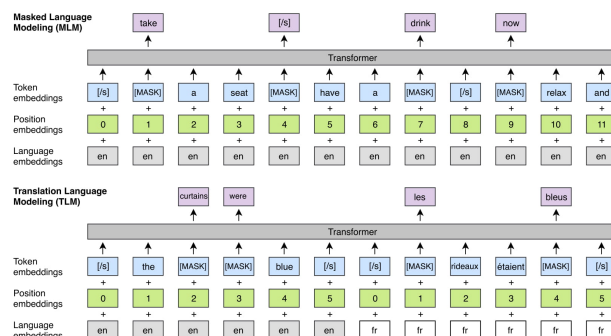 Masked Language
Modeling (MLM)
take [/s] drink now
Transformer
Token
embeddings
[/s] [MASK] a seat [MASK] have a [MASK] [/s] [MASK] relax and
+ + + + + + + + + + + +
Position
embeddings
0 1 2 3 4 5 6 7 8 9 10 11
+ + + + + + + + + + + +
Language
embeddings
en en en en en en en en en en en en
Translation Language
Modeling (TLM)
curtains were les bleus
Transformer
Token
embeddings
[/s] the [MASK] [MASK] blue [/s] [/s] [MASK] rideaux étaient [MASK] [/s]
+ + + + + + + + + + + +
Position
embeddings
0 1 2 3 4 5 0 1 2 3 4 5
+ + + + + + + + + + + +
Language
embeddings
en en en en en en fr fr fr fr fr fr